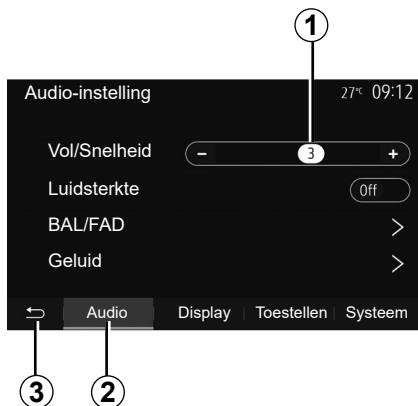 1
Audio-instelling 27°C 09:12
Vol/Snelheid - 3 +
Luidsterkte Off
BAL/FAD >
Geluid >
Audio Display Toestellen Systeem
3 2